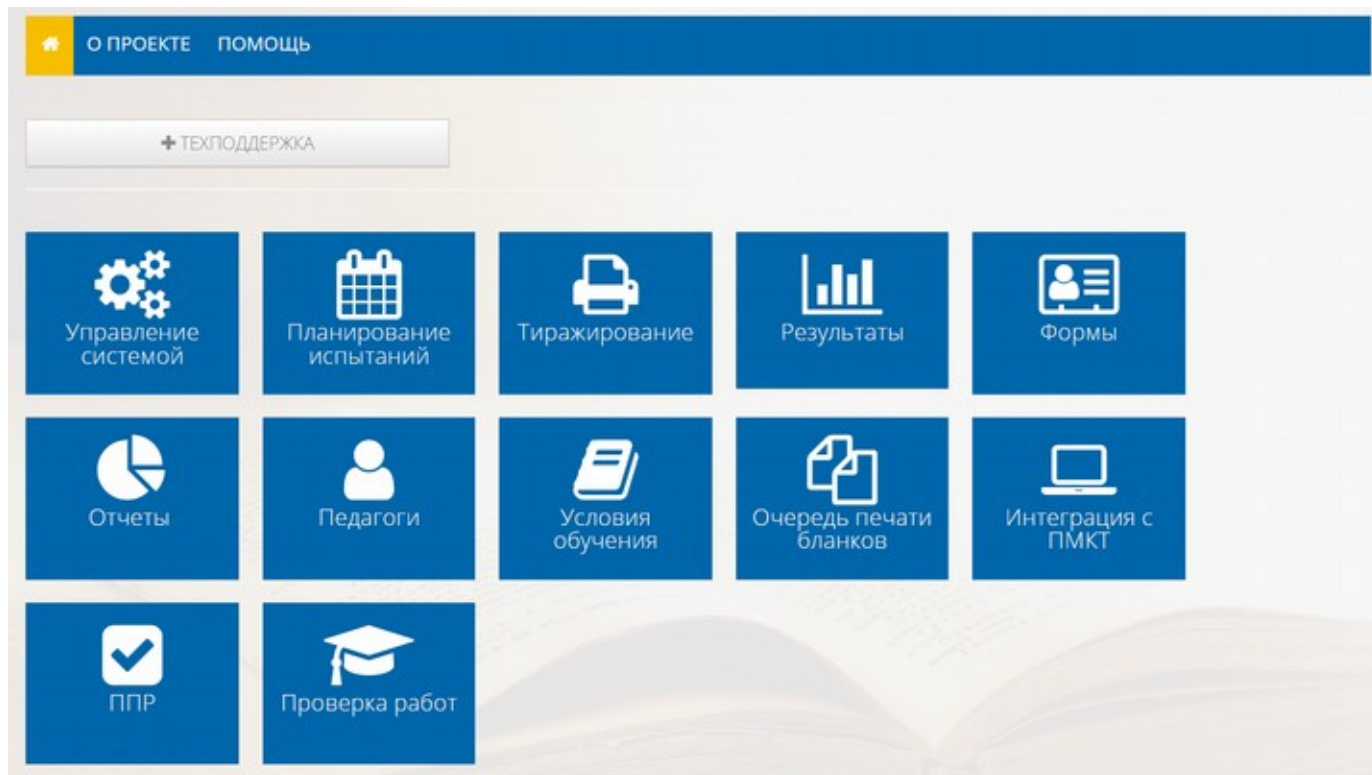 О ПРОЕКТЕ ПОМОЩЬ
ТЕХПОДДЕРЖКА
Управление
системой
Планирование
испытаний
Тиражирование
Результаты
Формы
Отчеты
Педагоги
Условия
обучения
Очередь печати
бланков
Интеграция с
ПМКТ
ППР
Проверка работ